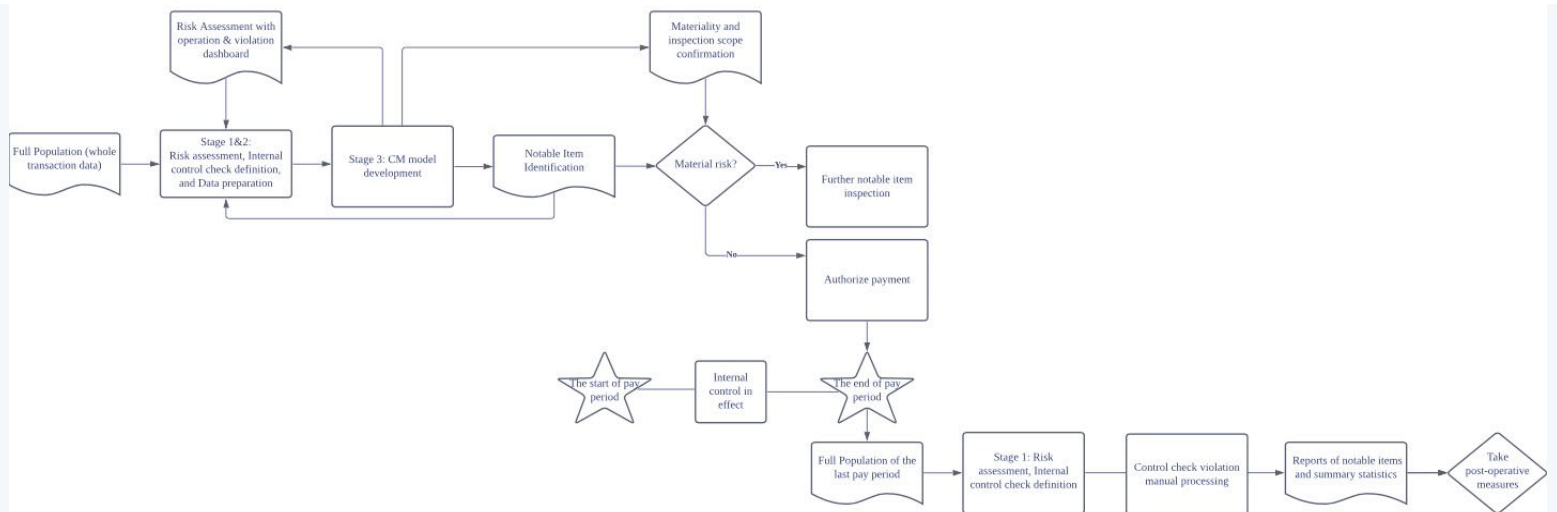 Risk Assessment with
operation & violation
dashboard
Materiality and
inspection scope
confirmation
Full Population (whole
transaction data)
Stage 1&2:
Risk assessment, Internal
control check definition,
and Data preparation
Stage 3: CM model
development
Notable Item
Identification
Material risk?
Yes
Further notable item
inspection
No
Authorize payment
The start of pay
period
Internal
control in
effect
The end of pay
period
Full Population of the
last pay period
Stage 1: Risk
assessment, Internal
control check definition
Control check violation
manual processing
Reports of notable items
and summary statistics
Take
post-operative
measures